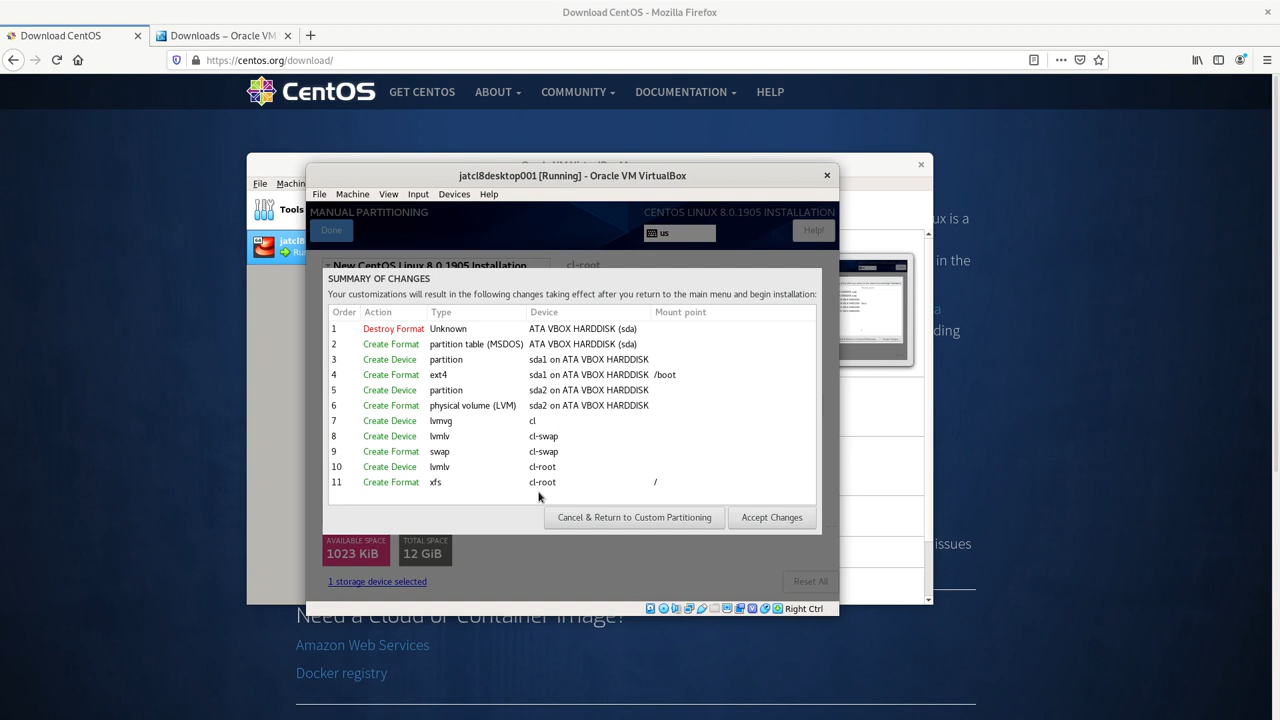 Download CentOS - Mozilla Firefox
×
Download CentOS ×
Downloads – Oracle VM ×
https://centos.org/download/
CentOS GET CENTOS ABOUT COMMUNITY DOCUMENTATION HELP
File Machin
Tools
jatcl8
Run
jatcl8desktop001 [Running] - Oracle VM VirtualBox
File Machine View Input Devices Help
MANUAL PARTITIONING
CENTOS LINUX 8.0.1905 INSTALLATION
Done
us
Help!
New CentOS Linux 8.0.1905 Installation
cl-root
SUMMARY OF CHANGES
Your customizations will result in the following changes taking effect after you return to the main menu and begin installation:
Order Action Type Device Mount point
1 Destroy Format Unknown ATA VBOX HARDDISK (sda)
2 Create Format partition table (MSDOS) ATA VBOX HARDDISK (sda)
3 Create Device partition sda1 on ATA VBOX HARDDISK
4 Create Format ext4 sda1 on ATA VBOX HARDDISK /boot
5 Create Device partition sda2 on ATA VBOX HARDDISK
6 Create Format physical volume (LVM) sda2 on ATA VBOX HARDDISK
7 Create Device lvmvg cl
8 Create Device lvmlv cl-swap
9 Create Format swap cl-swap
10 Create Device lvmlv cl-root
11 Create Format xfs cl-root /
Cancel & Return to Custom Partitioning
Accept Changes
AVAILABLE SPACE
1023 KiB
TOTAL SPACE
12 GiB
1 storage device selected
Reset All
Right Ctrl
ux is a
in the
a
ding
issues
Need a Cloud or Container Image?
Amazon Web Services
Docker registry